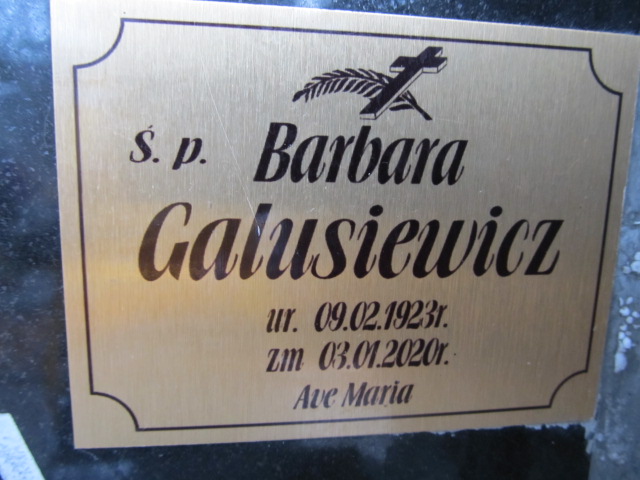 ś. p. Barbara
Galusiewicz
ur. 09.02.1923r.
zm 03.01.2020r.
Ave Maria